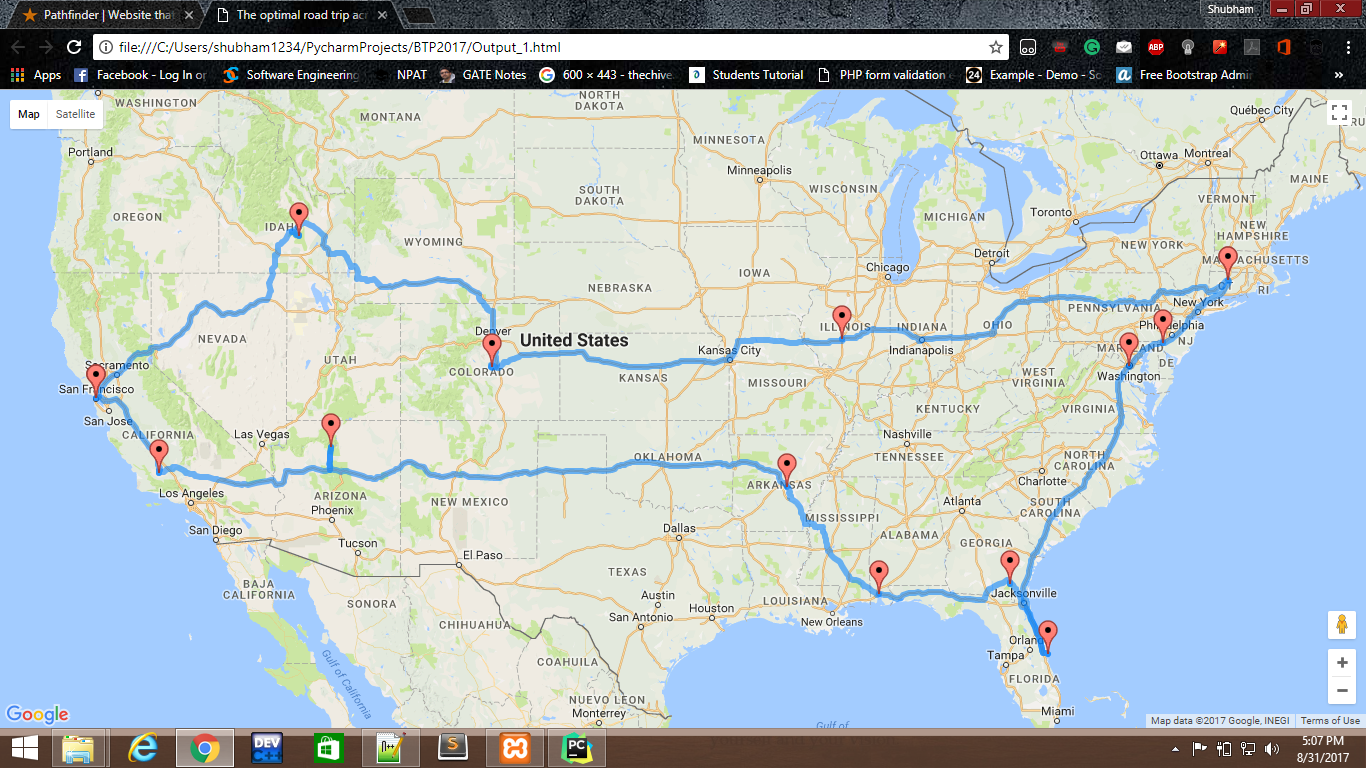 Shubham
Pathfinder | Website that
The optimal road trip acr
file:///C:/Users/shubham1234/PycharmProjects/BTP2017/Output_1.html
ABP
Apps
Facebook - Log In or
Software Engineering
NPAT
GATE Notes
600 × 443 - thechive
Students Tutorial
PHP form validation
24
Example - Demo - So
Free Bootstrap Admin
»
Map
Satellite
WASHINGTON
NORTH DAKOTA
MONTANA
Québec City
MINNESOTA
Portland
Ottawa
Montreal
Minneapolis
MAINE
SOUTH DAKOTA
WISCONSIN
VERMONT
OREGON
MICHIGAN
Toronto
IDAHO
NEW HAMPSHIRE
WYOMING
NEW YORK
Detroit
MASSACHUSETTS
Chicago
IOWA
CT
RI
NEBRASKA
New York
PENNSYLVANIA
ILLINOIS
INDIANA
OHIO
Philadelphia
Denver
NEVADA
United States
NJ
Indianapolis
MARYLAND
Kansas City
UTAH
DE
Sacramento
COLORADO
WEST VIRGINIA
Washington
KANSAS
MISSOURI
San Francisco
KENTUCKY
VIRGINIA
San Jose
CALIFORNIA
Las Vegas
Nashville
OKLAHOMA
TENNESSEE
NORTH CAROLINA
Charlotte
ARKANSAS
Los Angeles
ARIZONA
NEW MEXICO
Atlanta
SOUTH CAROLINA
Phoenix
MISSISSIPPI
San Diego
Dallas
ALABAMA
GEORGIA
Tucson
El Paso
TEXAS
BAJA CALIFORNIA
Jacksonville
Austin
LOUISIANA
SONORA
Houston
San Antonio
New Orleans
CHIHUAHUA
Orlando
Tampa
COAHUILA
FLORIDA
Gulf of California
NUEVO LEON
Monterrey
Miami
Gulf of
Google
Map data ©2017 Google, INEGI
Terms of Use
DEV C++
S
PC
5:07 PM
8/31/2017